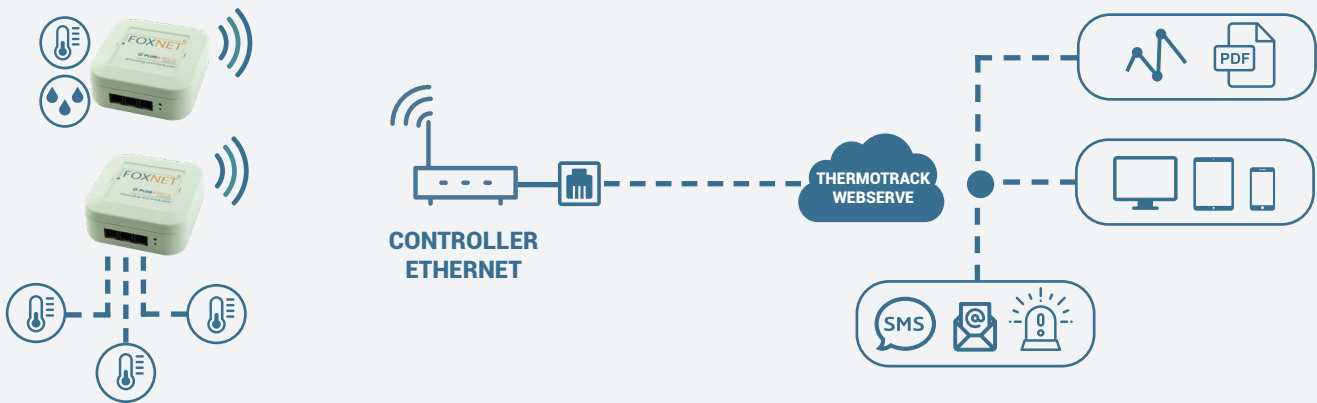 FOXNET
FOXNET
CONTROLLER
ETHERNET
THERMOTRACK
WEBSERVE
PDF
SMS
@